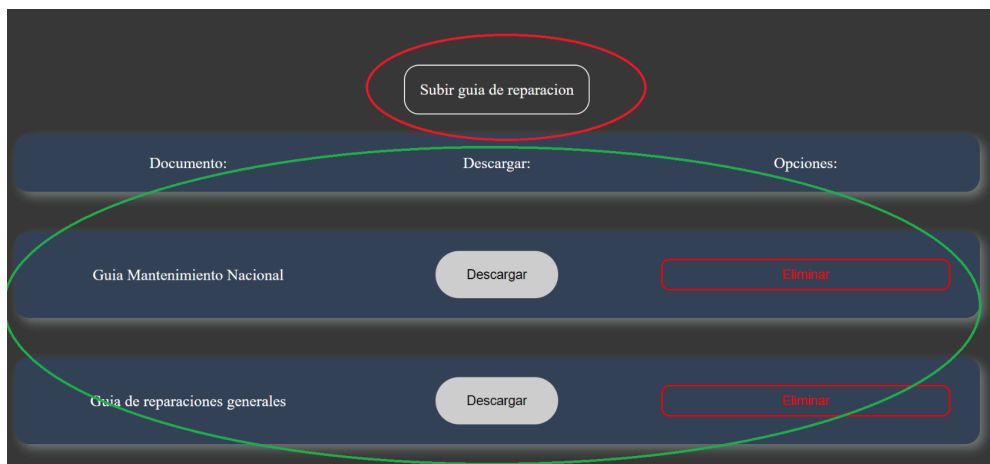 Subir guia de reparacion
Documento: Descargar: Opciones:
Guia Mantenimiento Nacional Descargar Eliminar
Guia de reparaciones generales Descargar Eliminar